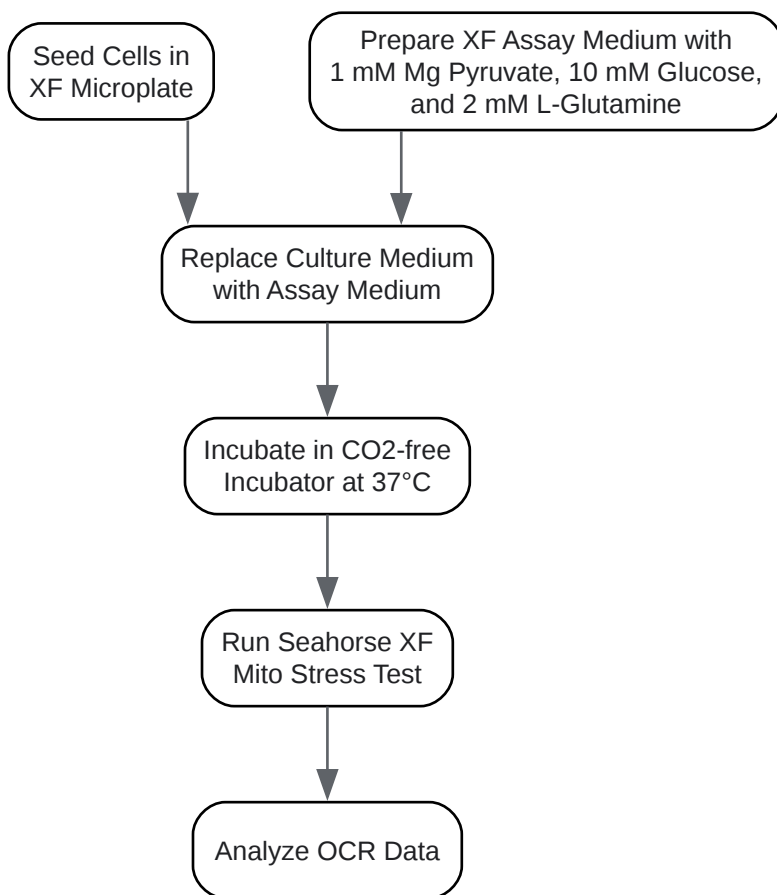 Seed Cells in
XF Microplate
Prepare XF Assay Medium with
1 mM Mg Pyruvate, 10 mM Glucose,
and 2 mM L-Glutamine
Replace Culture Medium
with Assay Medium
Incubate in CO2-free
Incubator at 37°C
Run Seahorse XF
Mito Stress Test
Analyze OCR Data